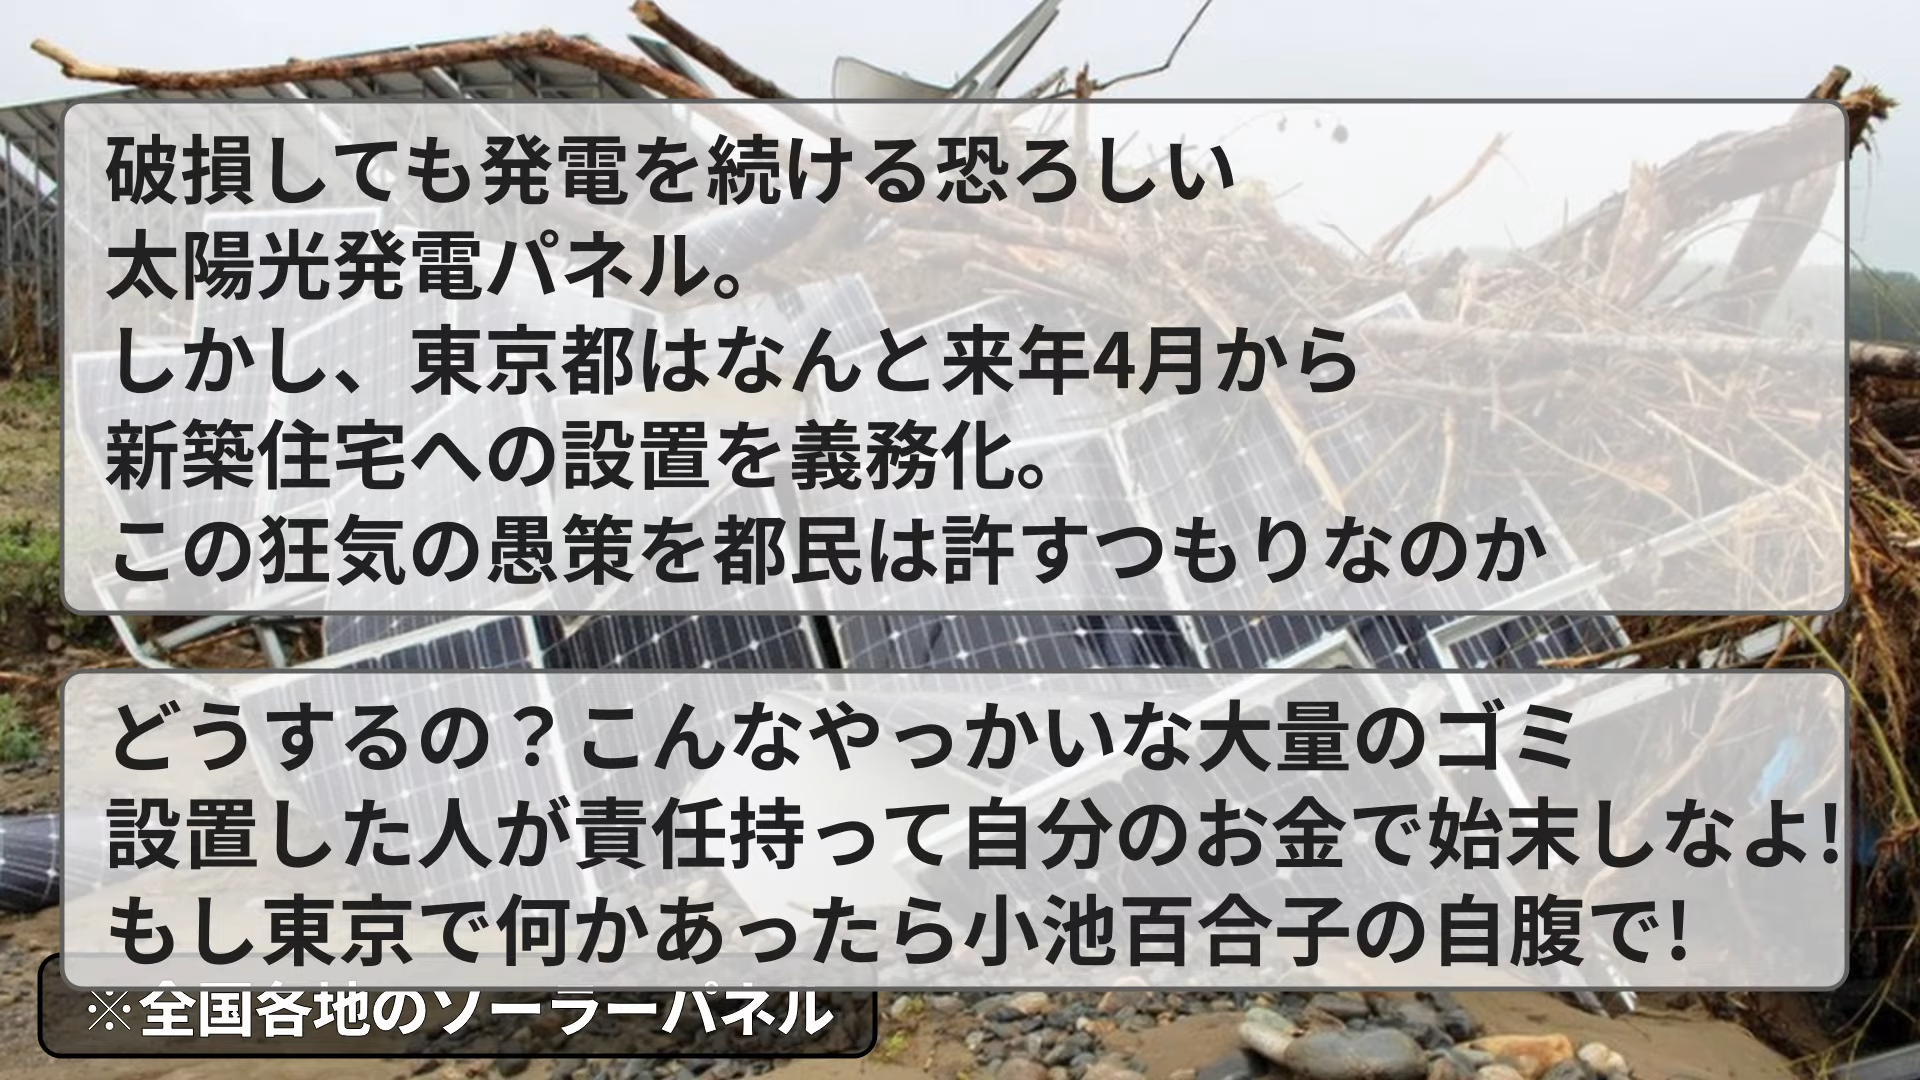 破損しても発電を続ける恐ろしい
太陽光発電パネル。
しかし、東京都はなんと来年4月から
新築住宅への設置を義務化。
この狂気の愚策を都民は許すつもりなのか
どうするの？こんなやっかいな大量のゴミ
設置した人が責任持って自分のお金で始末しなよ!
もし東京で何かあったら小池百合子の自腹で!
※全国各地のソーラーパネル